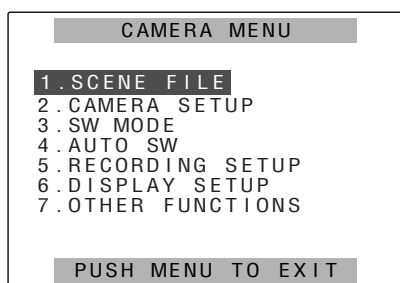 CAMERA MENU
1.SCENE FILE
2.CAMERA SETUP
3.SW MODE
4.AUTO SW
5.RECORDING SETUP
6.DISPLAY SETUP
7.OTHER FUNCTIONS
PUSH MENU TO EXIT